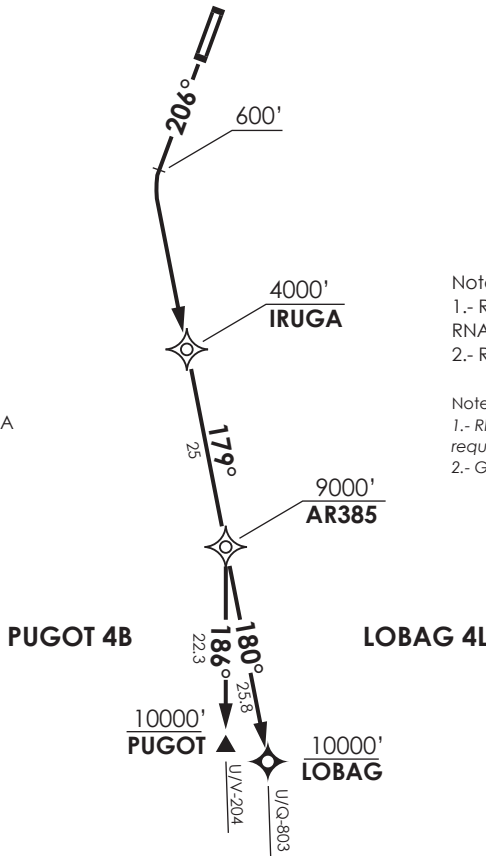 206°
600'
4000'
IRUGA
Note
1.- R
RNA
2.- R
A
179°
25
Note
1.- R
requ
2.- G
9000'
AR385
PUGOT 4B
186°
22.3
180°
25.8
LOBAG 4L
10000'
PUGOT
10000'
LOBAG
U/V-204
U/Q-803